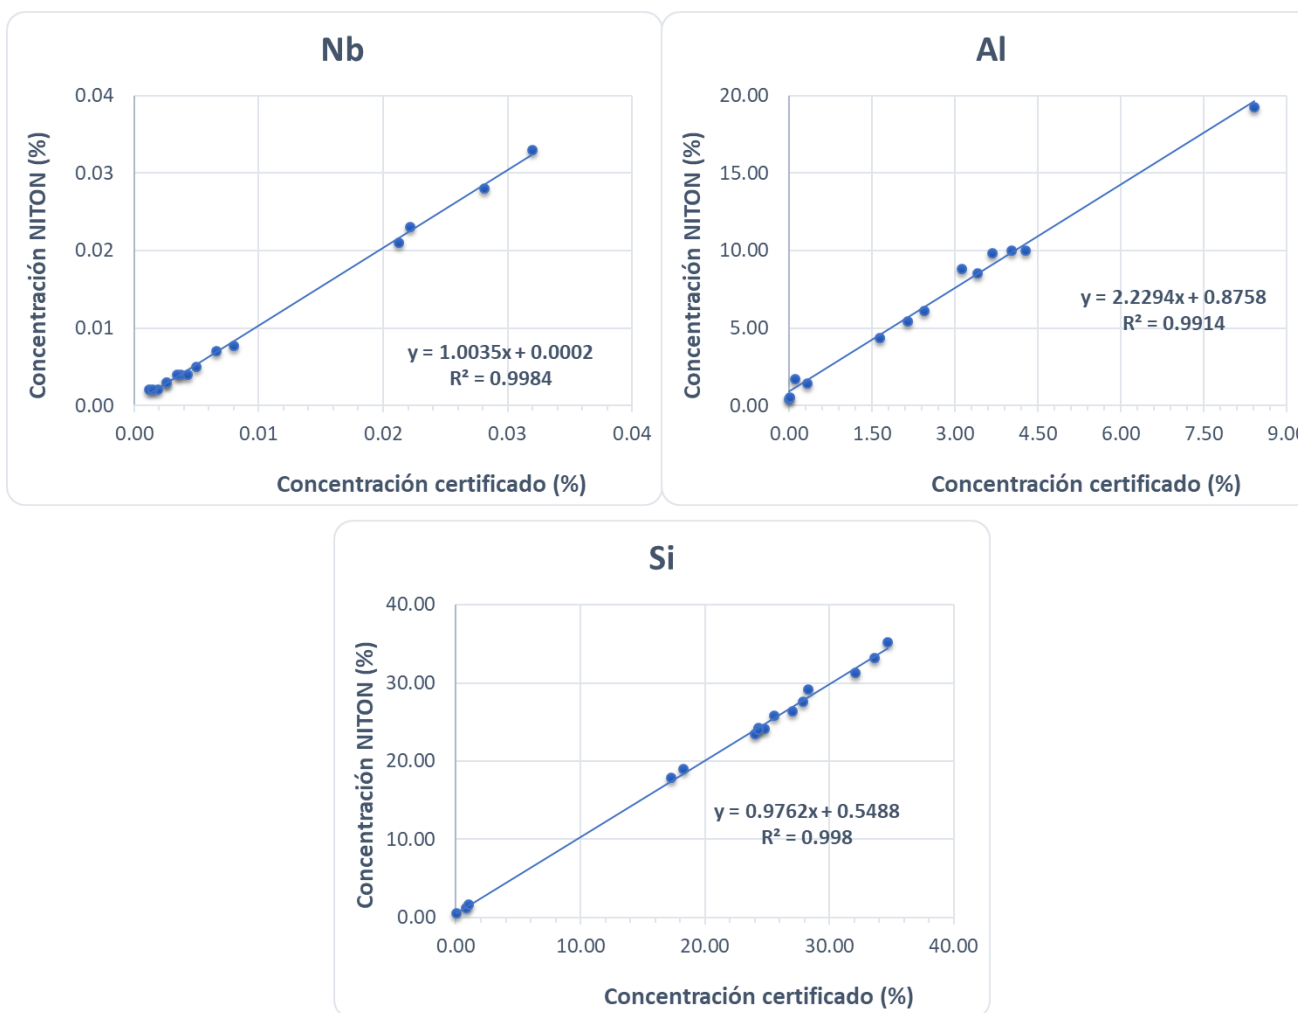 Nb
0.04
0.03
0.02
0.01
0.00
0.00 0.01 0.02 0.03 0.04
Concentración NITON (%)
Concentración certificado (%)
y = 1.0035x + 0.0002
R² = 0.9984
Al
20.00
15.00
10.00
5.00
0.00
0.00 1.50 3.00 4.50 6.00 7.50 9.00
Concentración NITON (%)
Concentración certificado (%)
y = 2.2294x + 0.8758
R² = 0.9914
Si
40.00
30.00
20.00
10.00
0.00
0.00 10.00 20.00 30.00 40.00
Concentración NITON (%)
Concentración certificado (%)
y = 0.9762x + 0.5488
R² = 0.998